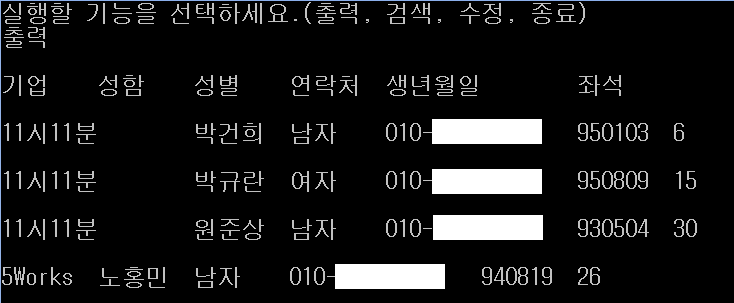 실행할 기능을 선택하세요.(출력, 검색, 수정, 종료)
출력
기업 성함 성별 연락처 생년월일 좌석
11시11분 박건희 남자 010- 950103 6
11시11분 박규란 여자 010- 950809 15
11시11분 원준상 남자 010- 930504 30
5Works 노홍민 남자 010- 940819 26